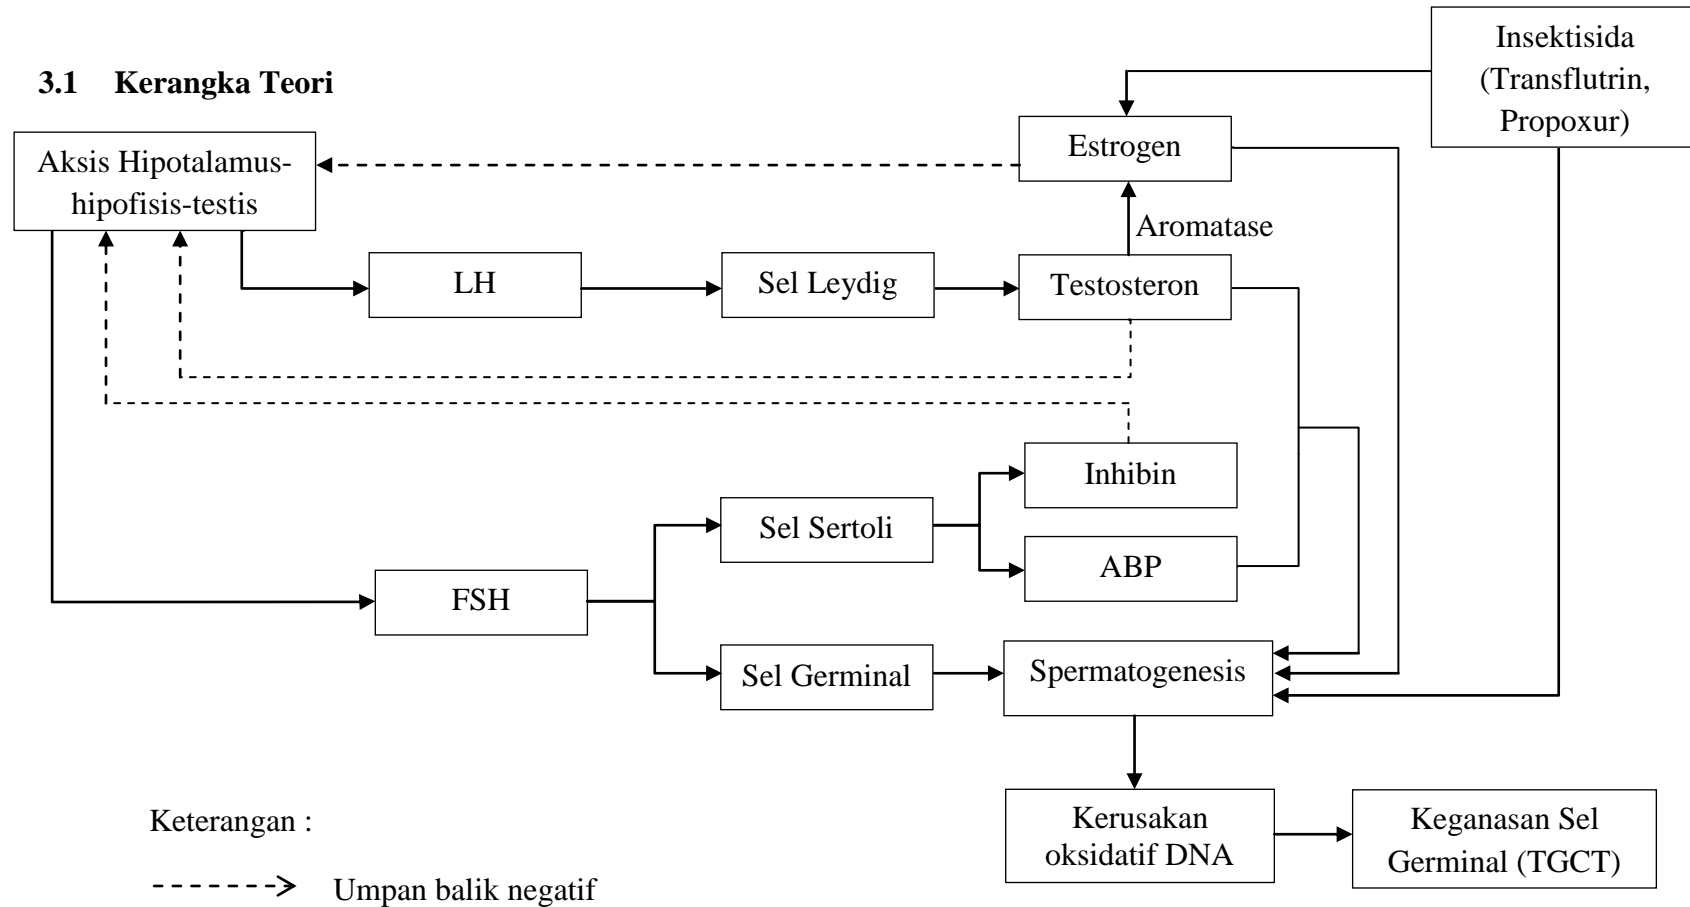 3.1 Kerangka Teori
Insektisida
(Transflutrin,
Propoxur)
Aksis Hipotalamus-
hipofisis-testis
Estrogen
Aromatase
LH
Sel Leydig
Testosteron
Inhibin
Sel Sertoli
ABP
FSH
Sel Germinal
Spermatogenesis
Kerusakan
oksidatif DNA
Keganasan Sel
Germinal (TGCT)
Keterangan :
Umpan balik negatif